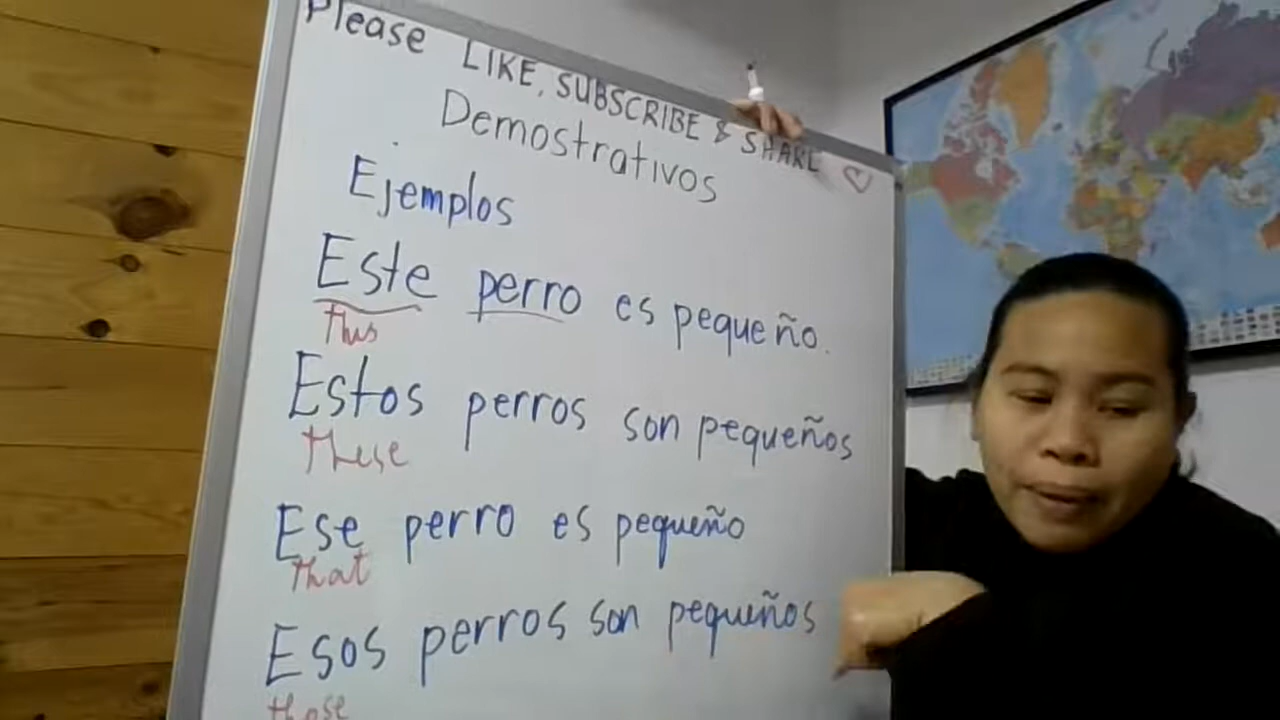 Please LIKE, SUBSCRIBE & SHARE ♡
Demostrativos
Ejemplos
Este perro es pequeño.
this
Estos perros son pequeños
these
Ese perro es pequeño
that
Esos perros son pequeños
those